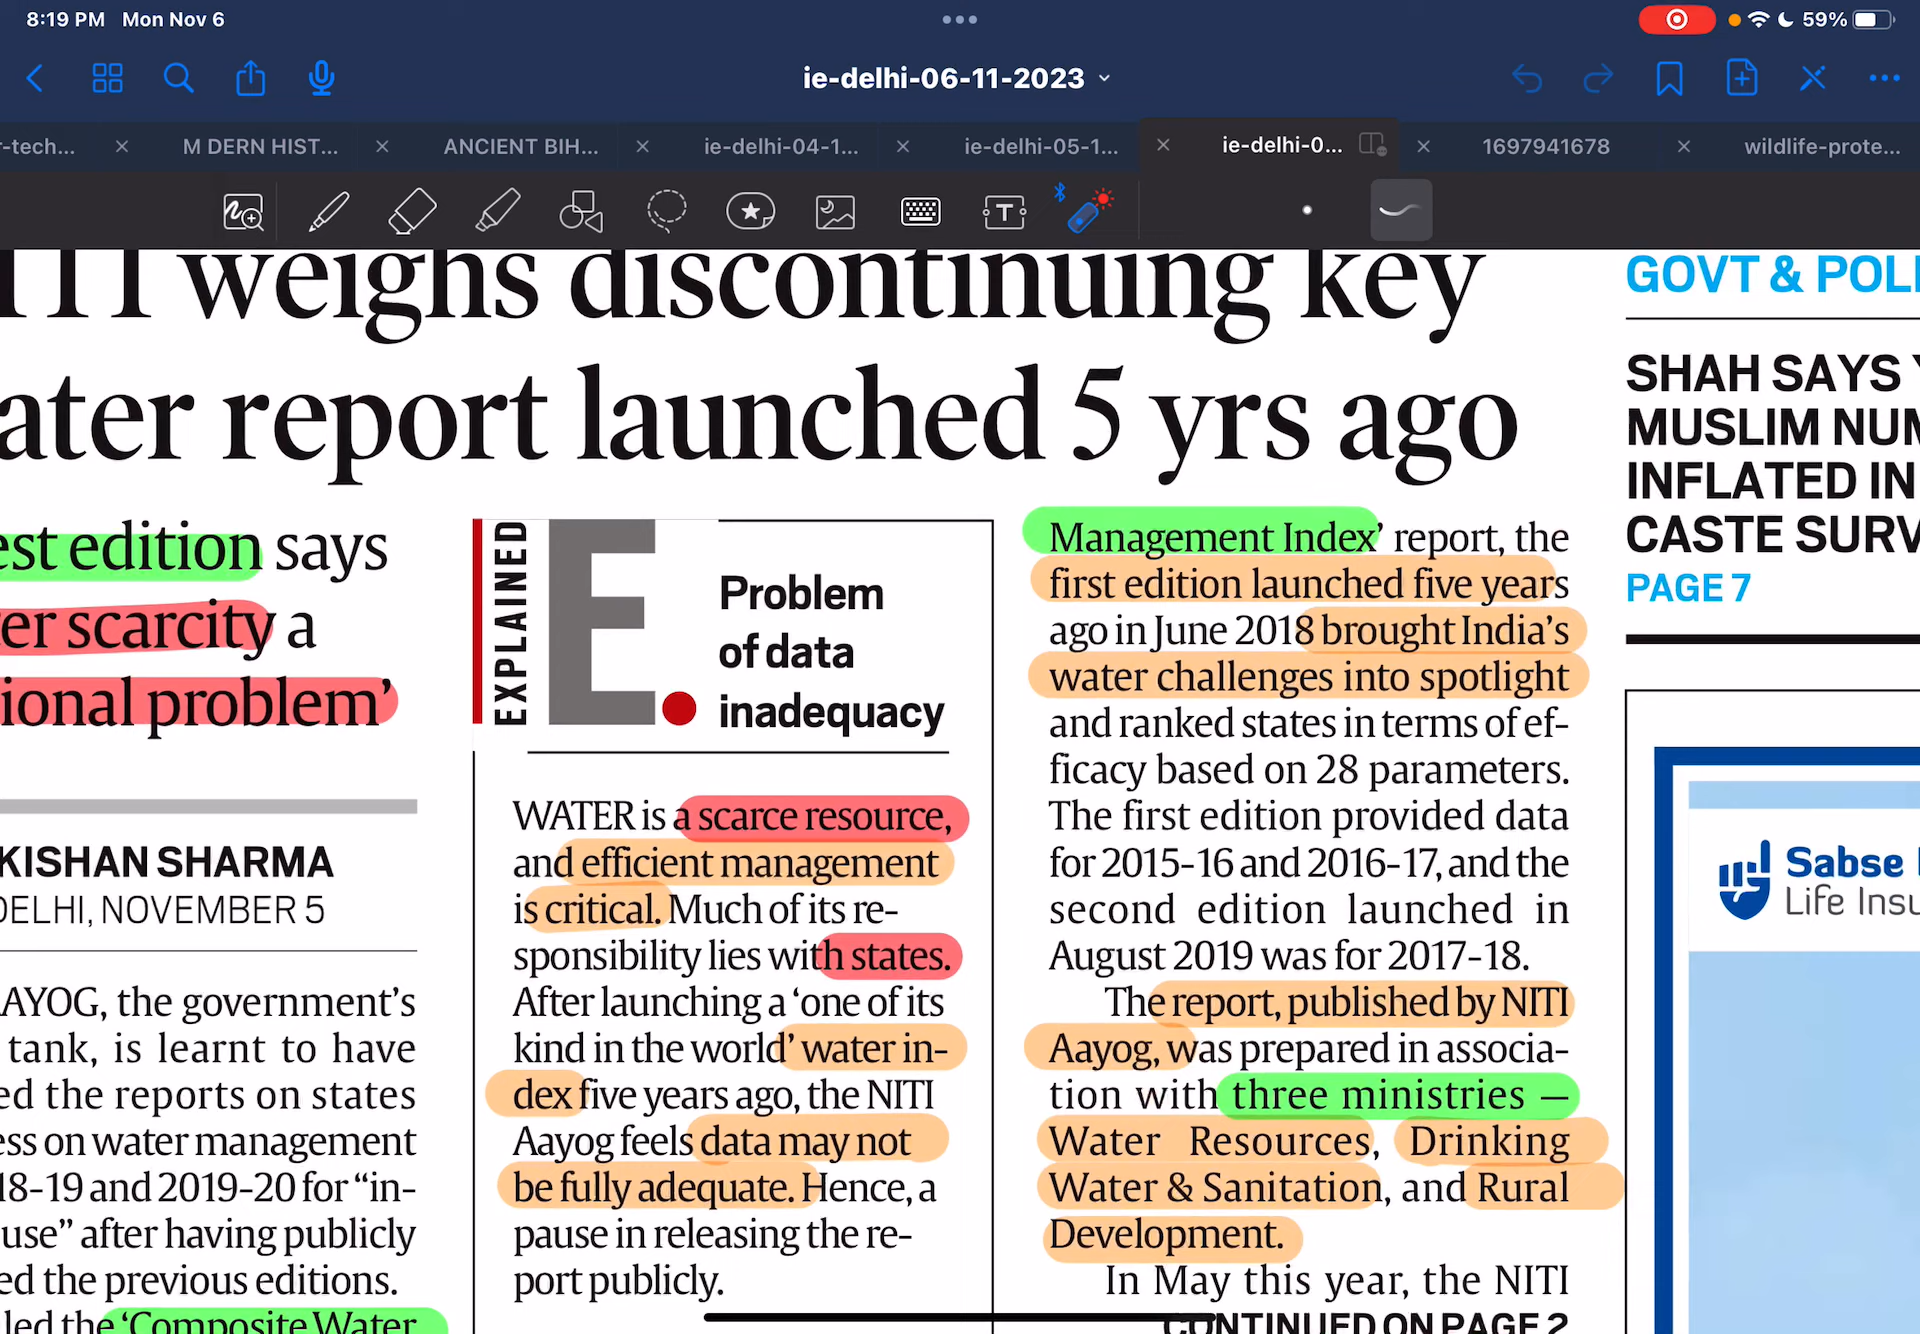 8:19 PM Mon Nov 6
59%
ie-delhi-06-11-2023
-tech...
M DERN HIST...
ANCIENT BIH...
ie-delhi-04-1...
ie-delhi-05-1...
ie-delhi-0...
1697941678
wildlife-prote...
weighs discontinuing key
ater report launched 5 yrs ago
est edition says
er scarcity a
ional problem'
KISHAN SHARMA
DELHI, NOVEMBER 5
AYOG, the government's
tank, is learnt to have
ed the reports on states
ess on water management
18-19 and 2019-20 for "in-
use" after having publicly
ed the previous editions.
led the 'Composite Water
EXPLAINED
E.
Problem
of data
inadequacy
WATER is a scarce resource,
and efficient management
is critical. Much of its re-
sponsibility lies with states.
After launching a 'one of its
kind in the world' water in-
dex five years ago, the NITI
Aayog feels data may not
be fully adequate. Hence, a
pause in releasing the re-
port publicly.
Management Index' report, the
first edition launched five years
ago in June 2018 brought India's
water challenges into spotlight
and ranked states in terms of ef-
ficacy based on 28 parameters.
The first edition provided data
for 2015-16 and 2016-17, and the
second edition launched in
August 2019 was for 2017-18.
The report, published by NITI
Aayog, was prepared in associa-
tion with three ministries —
Water Resources, Drinking
Water & Sanitation, and Rural
Development.
In May this year, the NITI
CONTINUED ON PAGE 2
GOVT & POLI
SHAH SAYS Y
MUSLIM NUM
INFLATED IN
CASTE SURV
PAGE 7
Sabse
Life Insu